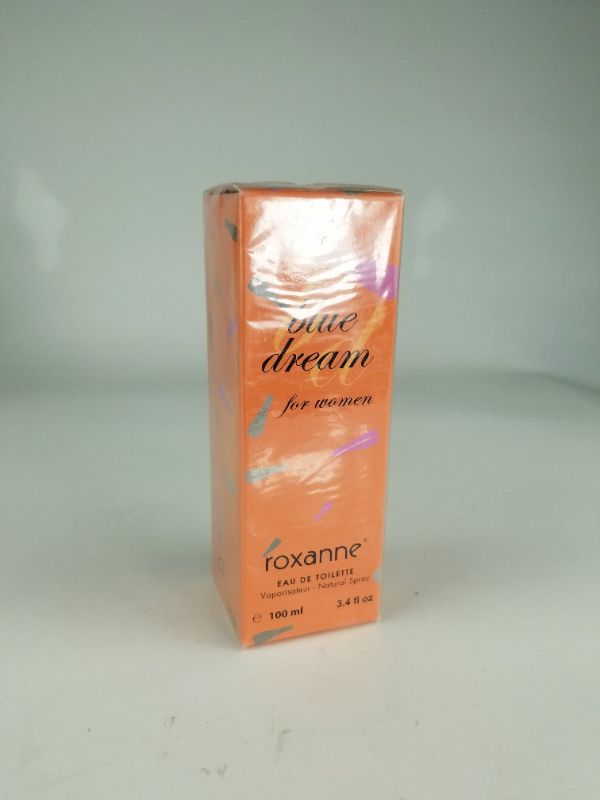 blue
dream
for women
roxanne®
EAU DE TOILETTE
Vaporisateur - Natural Spray
℮ 100 ml 3.4 fl oz